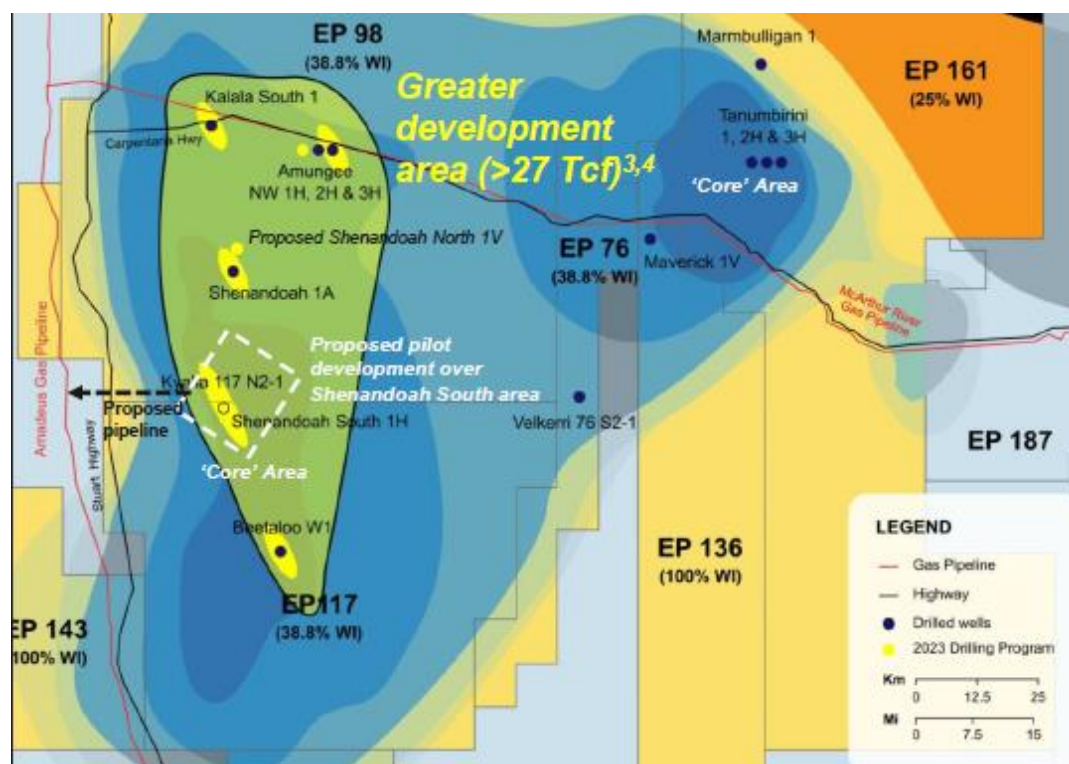 EP 98
(38.8% WI)
Marmbulligan 1
EP 161
(25% WI)
Greater
development
area (>27 Tcf)3,4
Kalala South 1
Carpentaria Hwy
Tanumbirini
1, 2H & 3H
'Core' Area
Amungee
NW 1H, 2H & 3H
Proposed Shenandoah North 1V
EP 76
(38.8% WI)
Maverick 1V
Shenandoah 1A
McArthur River
Gas Pipeline
Amadeus Gas Pipeline
Stuart Highway
Proposed pilot
development over
Shenandoah South area
Kyalla 117 N2-1
Proposed
pipeline
Shenandoah South 1H
Velkerri 76 S2-1
'Core' Area
EP 187
Beetaloo W1
EP 136
(100% WI)
EP117
(38.8% WI)
EP 143
(100% WI)
LEGEND
Gas Pipeline
Highway
Drilled wells
2023 Drilling Program
Km
0 12.5 25
Mi
0 7.5 15